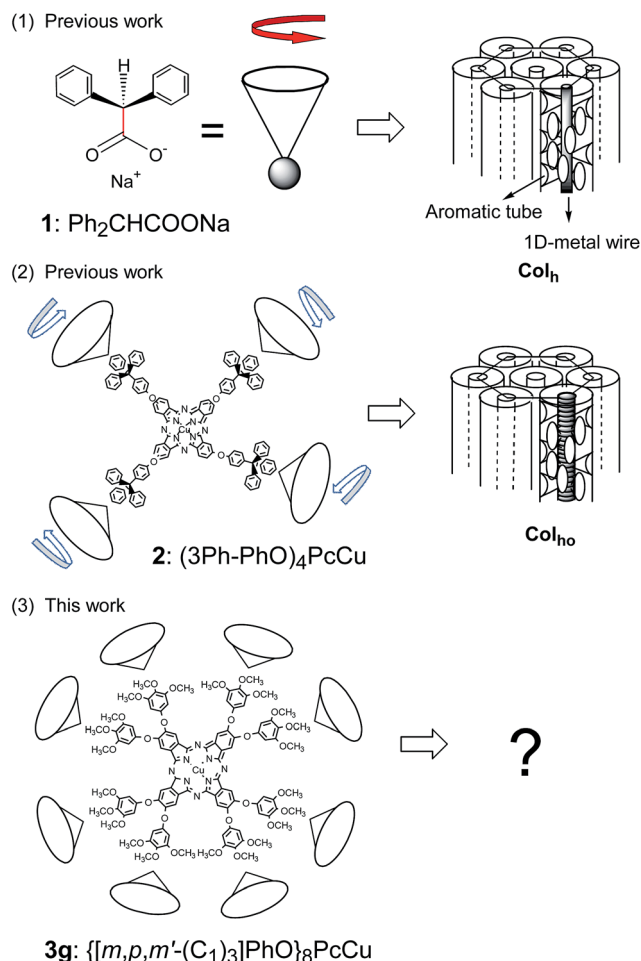 (1) Previous work
H
O
O⁻
Na⁺
=
1: Ph₂CHCOONa
Aromatic tube
1D-metal wire
Colₕ
(2) Previous work
O O
N
N N
N Cu N
N N
N
O O
2: (3Ph-PhO)₄PcCu
Colₕₒ
(3) This work
H₃CO OCH₃
H₃CO OCH₃
H₃CO OCH₃
H₃CO O O OCH₃
H₃CO O O OCH₃
H₃CO OCH₃
N
N N
N Cu N
N N
N
H₃CO OCH₃
H₃CO O O OCH₃
H₃CO O O OCH₃
H₃CO OCH₃
H₃CO OCH₃ H₃CO OCH₃
?
3g: {[m,p,m′-(C₁)₃]PhO}₈PcCu